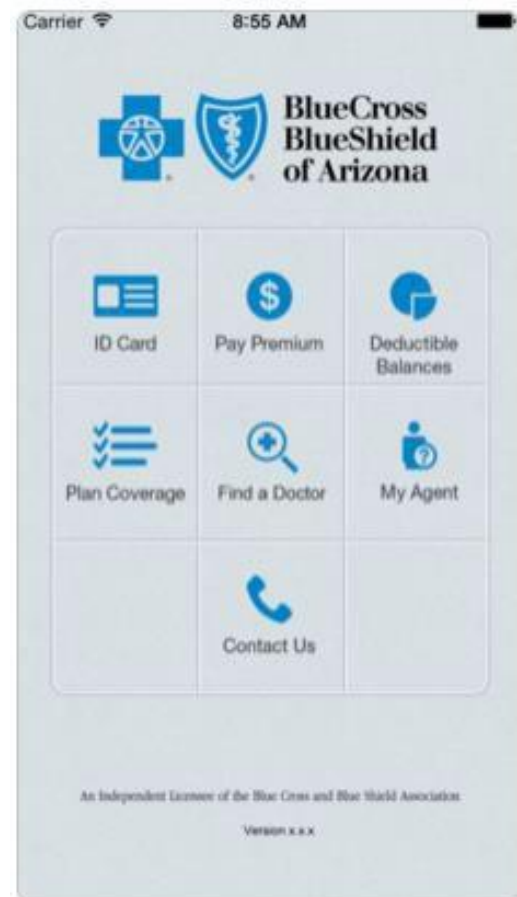 Carrier 8:55 AM
BlueCross
BlueShield
of Arizona
ID Card
Pay Premium
Deductible
Balances
Plan Coverage
Find a Doctor
My Agent
Contact Us
An Independent Licensee of the Blue Cross and Blue Shield Association
Version x.x.x